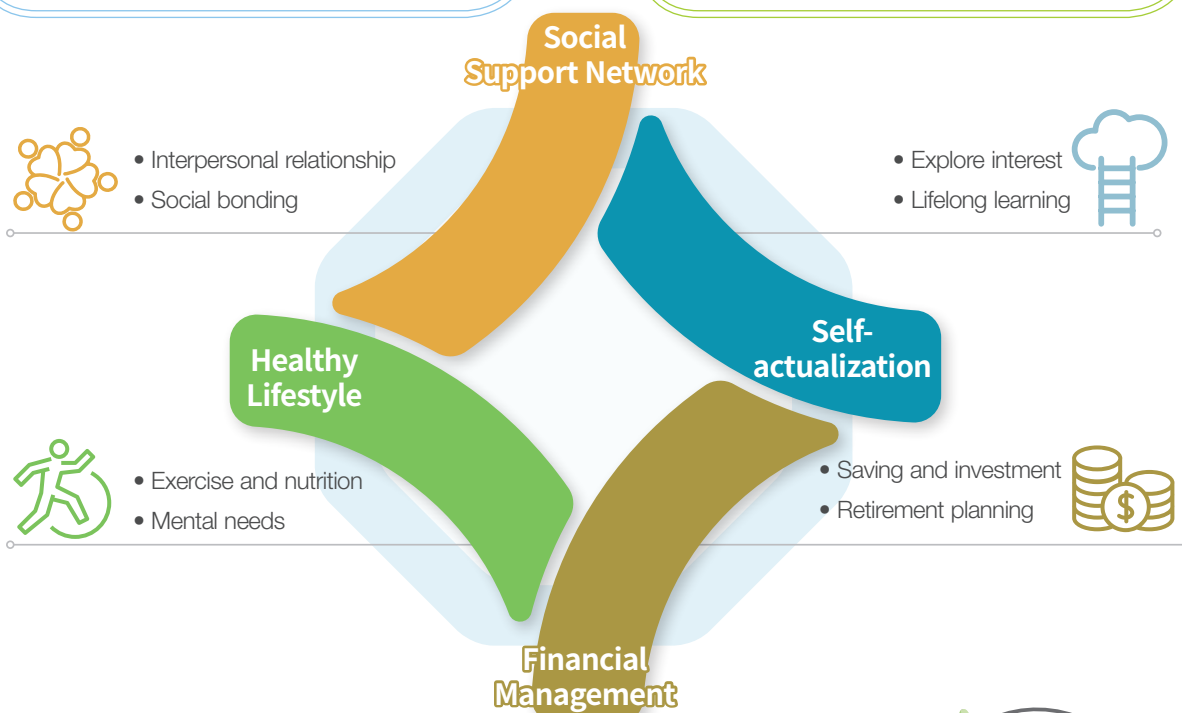 Social
Support Network
• Interpersonal relationship
• Social bonding
• Explore interest
• Lifelong learning
Self-
actualization
Healthy
Lifestyle
• Exercise and nutrition
• Mental needs
• Saving and investment
• Retirement planning
$
Financial
Management